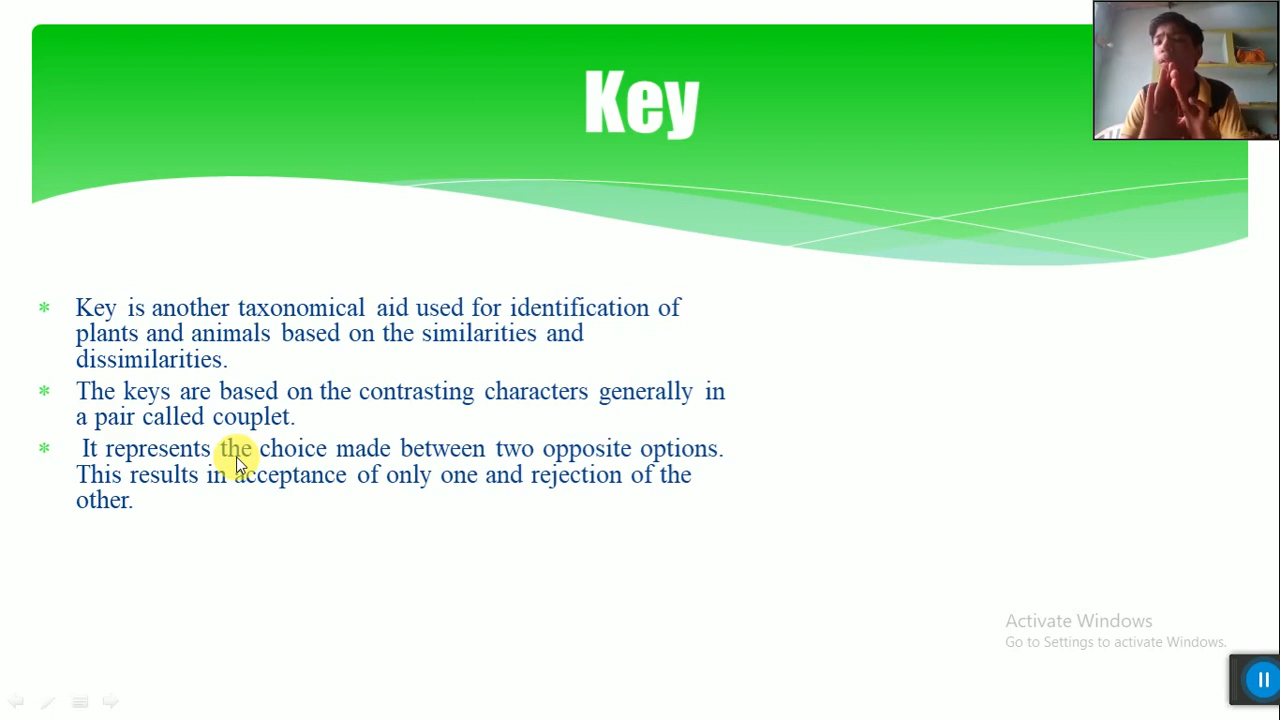 Key
* Key is another taxonomical aid used for identification of
plants and animals based on the similarities and
dissimilarities.
* The keys are based on the contrasting characters generally in
a pair called couplet.
* It represents the choice made between two opposite options.
This results in acceptance of only one and rejection of the
other.
Activate Windows
Go to Settings to activate Windows.